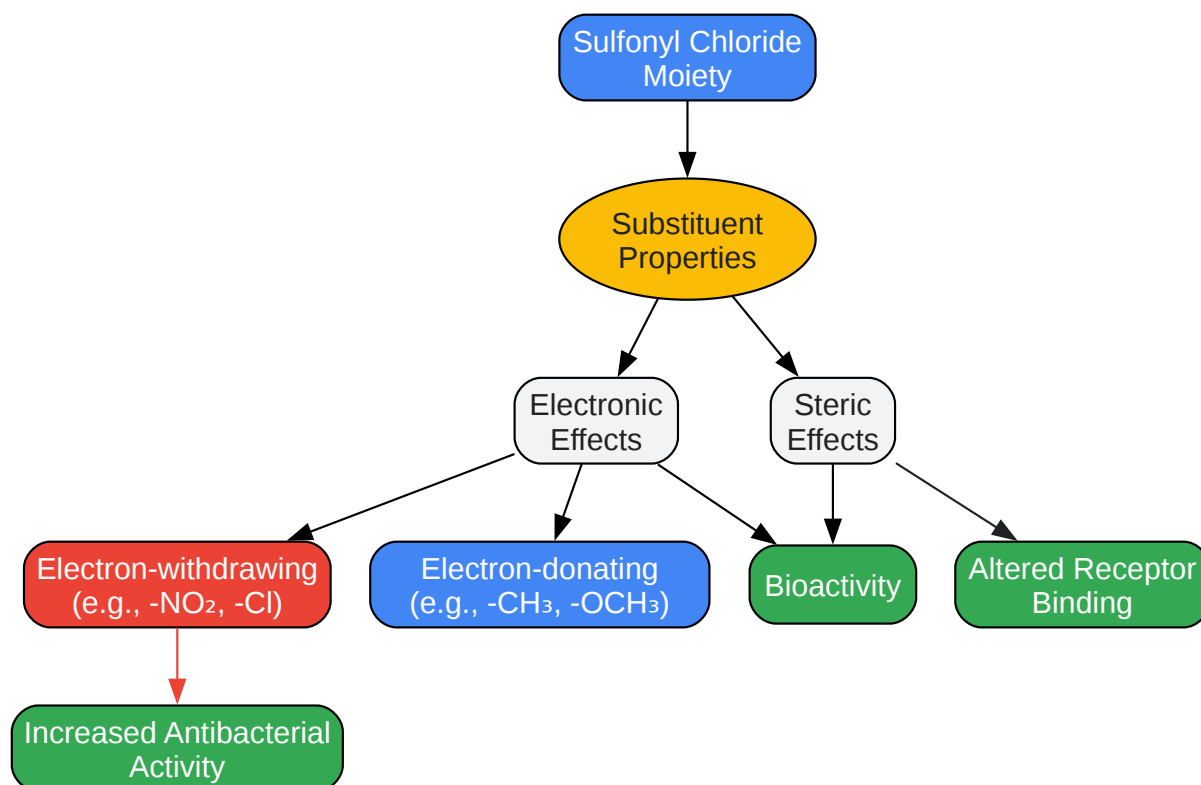 Sulfonyl Chloride
Moiety
Substituent
Properties
Electronic
Effects
Steric
Effects
Electron-withdrawing
(e.g., -NO₂, -Cl)
Electron-donating
(e.g., -CH₃, -OCH₃)
Bioactivity
Altered Receptor
Binding
Increased Antibacterial
Activity